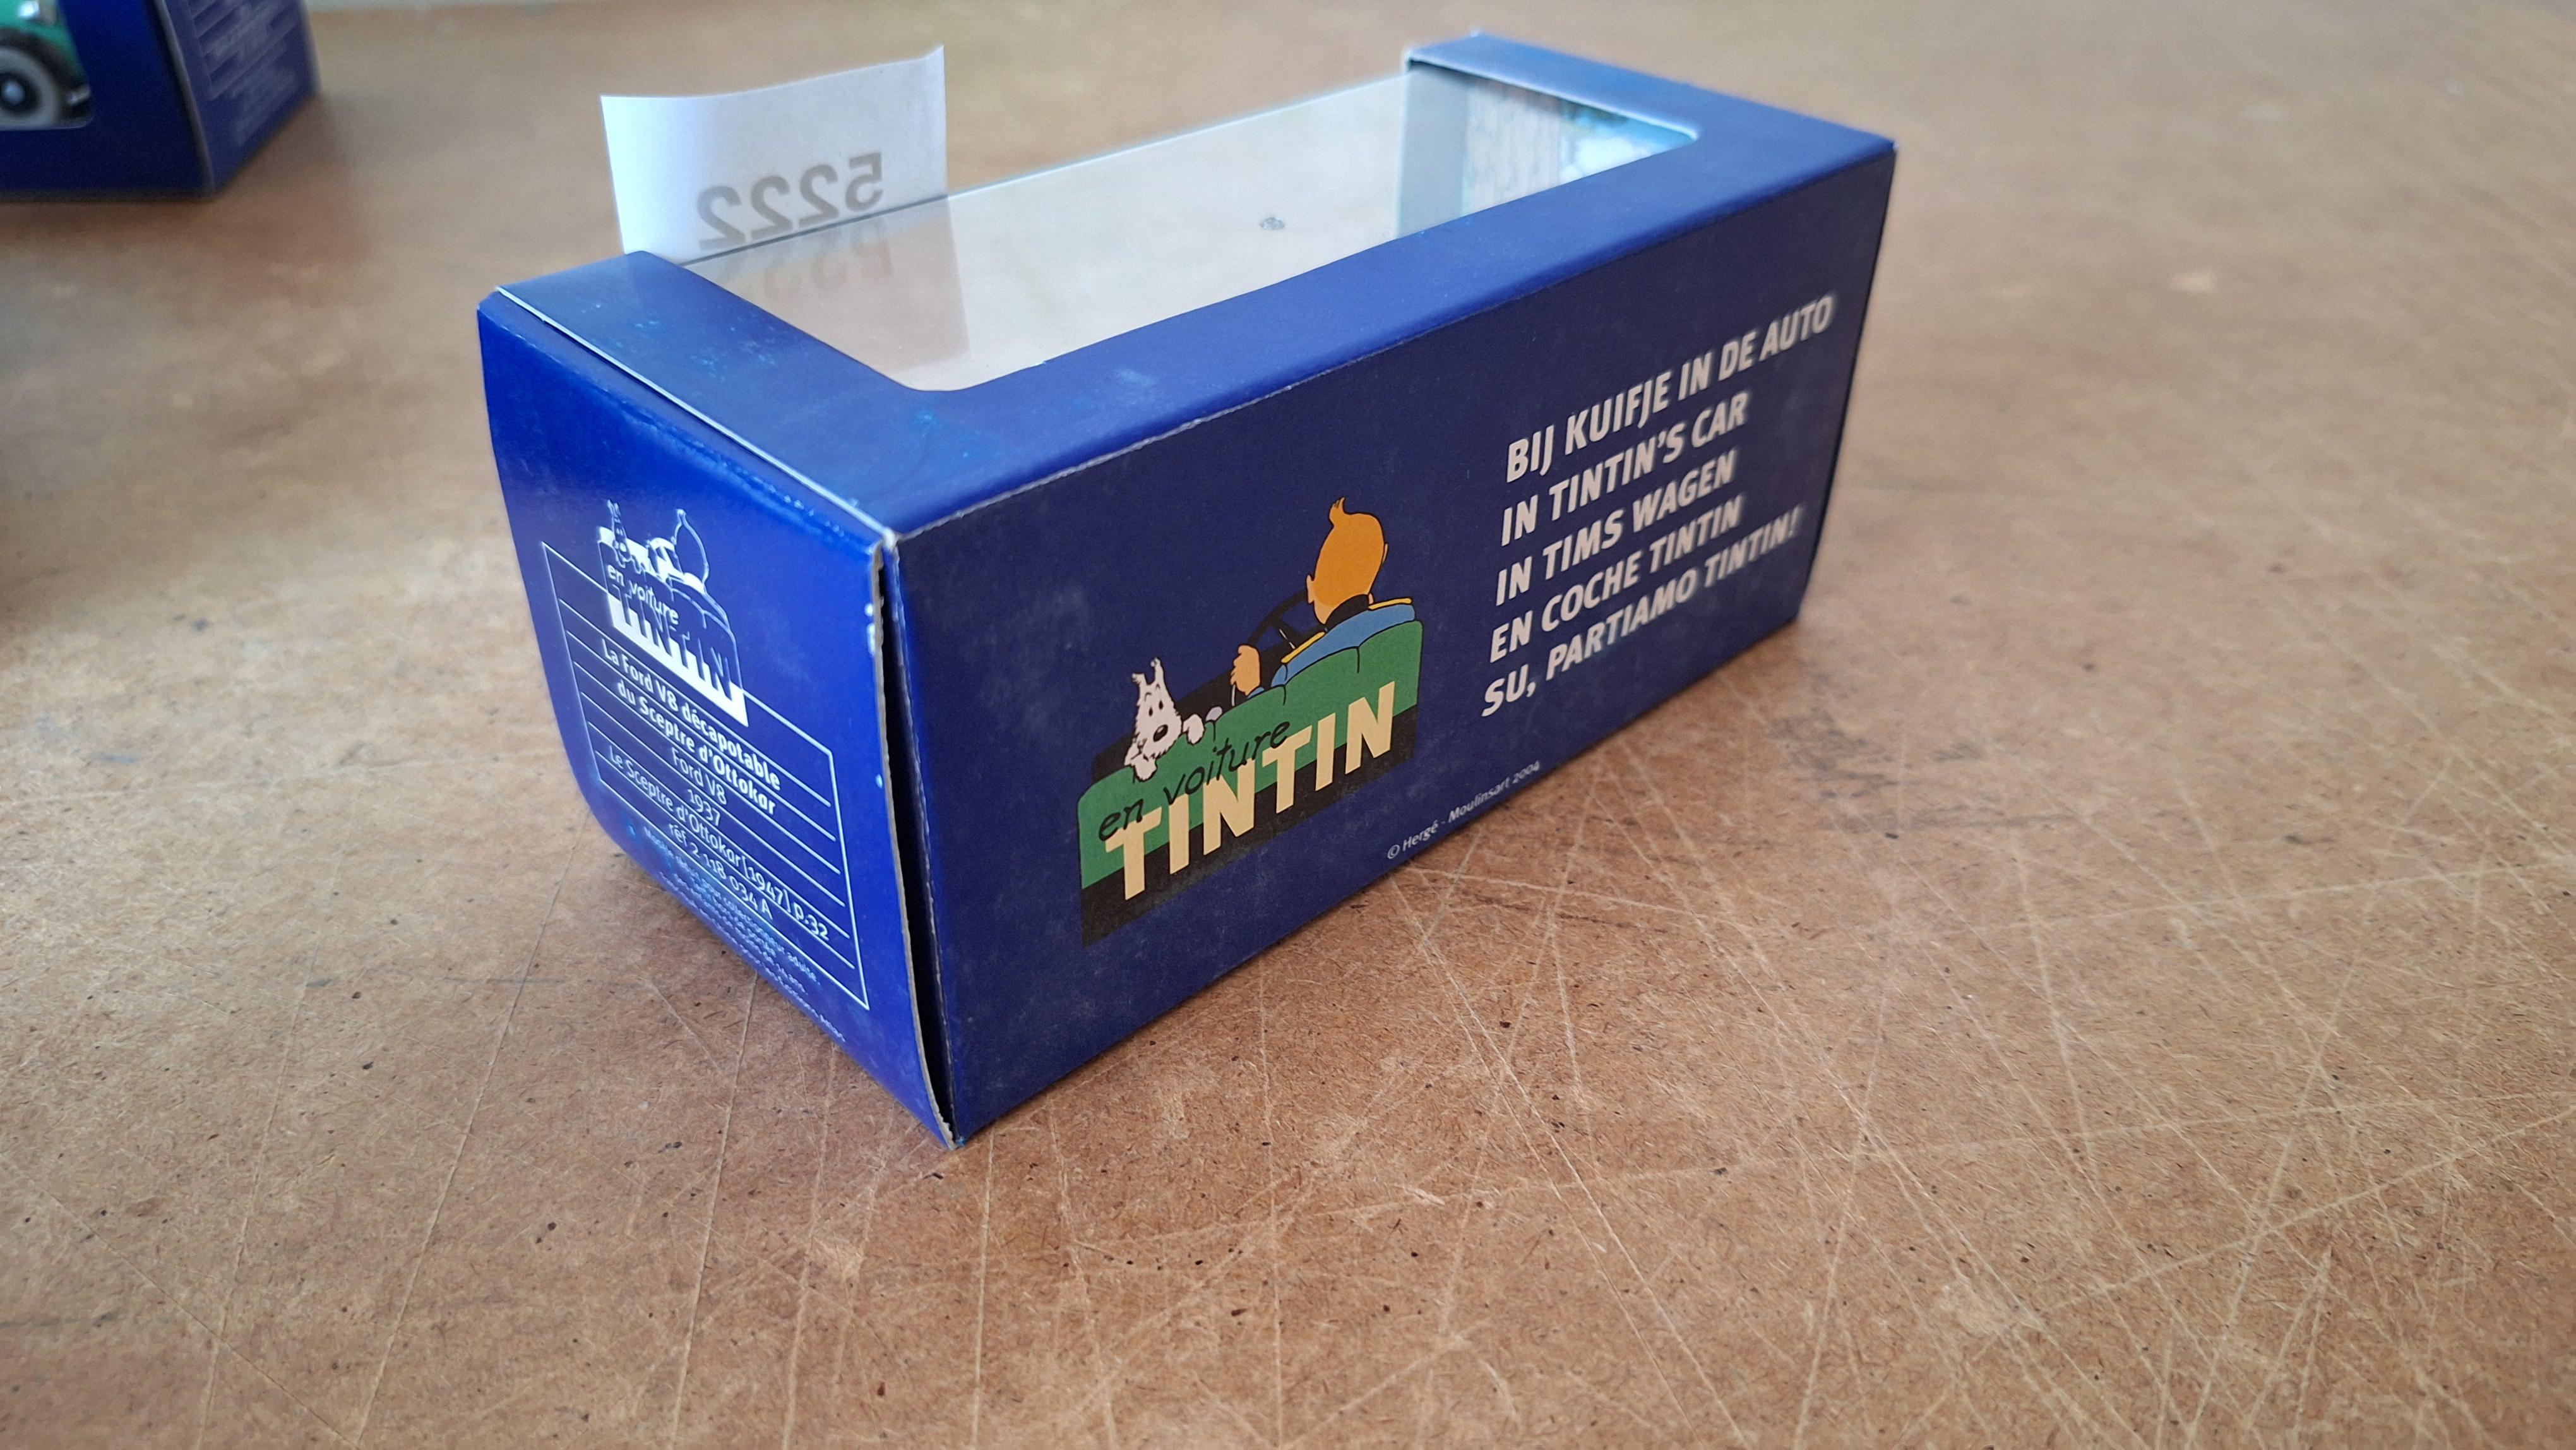 5222
en voiture
TINTIN
La Ford V8 décapotable
du Sceptre d'Ottokar
Ford V8
1937
Le Sceptre d'Ottokar [1947] p.32
réf. 2 118 034 A
en voiture
TINTIN
© Hergé - Moulinsart 2004
BIJ KUIFJE IN DE AUTO
IN TINTIN'S CAR
IN TIMS WAGEN
EN COCHE TINTIN
SU, PARTIAMO TINTIN!